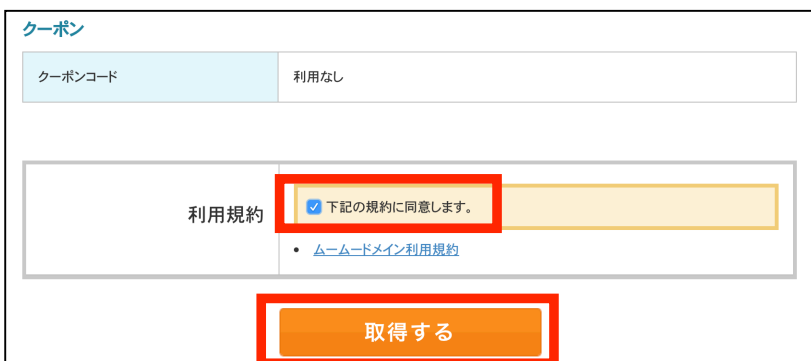 クーポン
クーポンコード
利用なし
利用規約
下記の規約に同意します。
ムームードメイン利用規約
取得する